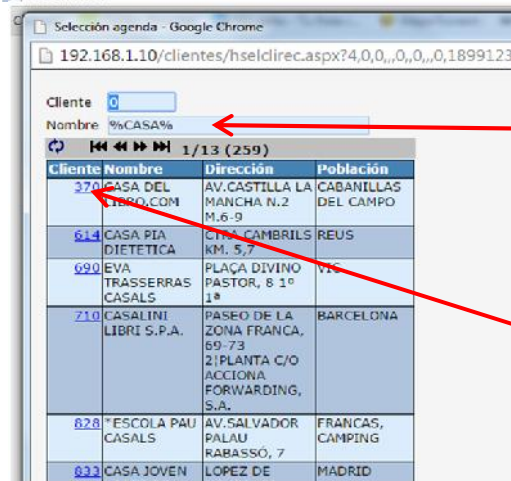 Selección agenda - Google Chrome
192.168.1.10/clientes/hseldirec.aspx?4,0,0,,,0,,0,,,0,1899123
Cliente 0
Nombre %CASA%
1/13 (259)
Cliente Nombre Dirección Población
370 CASA DEL AV.CASTILLA LA CABANILLAS
LIBRO.COM MANCHA N.2 DEL CAMPO
M.6-9
614 CASA PIA CTRA CAMBRILS REUS
DIETETICA KM. 5,7
690 EVA PLAÇA DIVINO VIC
TRASSERRAS PASTOR, 8 1º
CASALS 1ª
710 CASALINI PASEO DE LA BARCELONA
LIBRI S.P.A. ZONA FRANCA,
69-73
2¦PLANTA C/O
ACCIONA
FORWARDING,
S.A.
828 *ESCOLA PAU AV.SALVADOR FRANCAS,
CASALS PALAU CAMPING
RABASSÓ, 7
833 CASA JOVEN LOPEZ DE MADRID